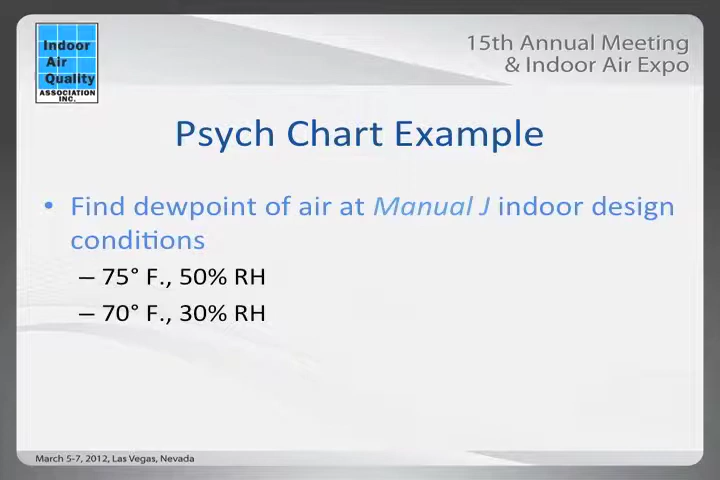 Indoor
Air
Quality
ASSOCIATION
INC.
15th Annual Meeting
& Indoor Air Expo
Psych Chart Example
• Find dewpoint of air at Manual J indoor design
conditions
– 75° F., 50% RH
– 70° F., 30% RH
March 5-7, 2012, Las Vegas, Nevada